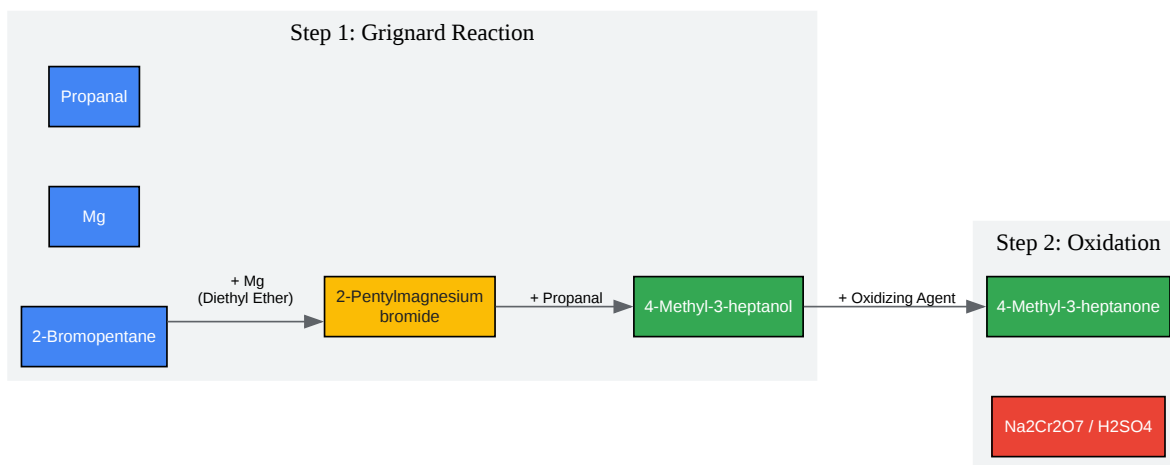 Step 1: Grignard Reaction
Propanal
Mg
2-Bromopentane
+ Mg
(Diethyl Ether)
2-Pentylmagnesium
bromide
+ Propanal
4-Methyl-3-heptanol
+ Oxidizing Agent
Step 2: Oxidation
4-Methyl-3-heptanone
Na2Cr2O7 / H2SO4